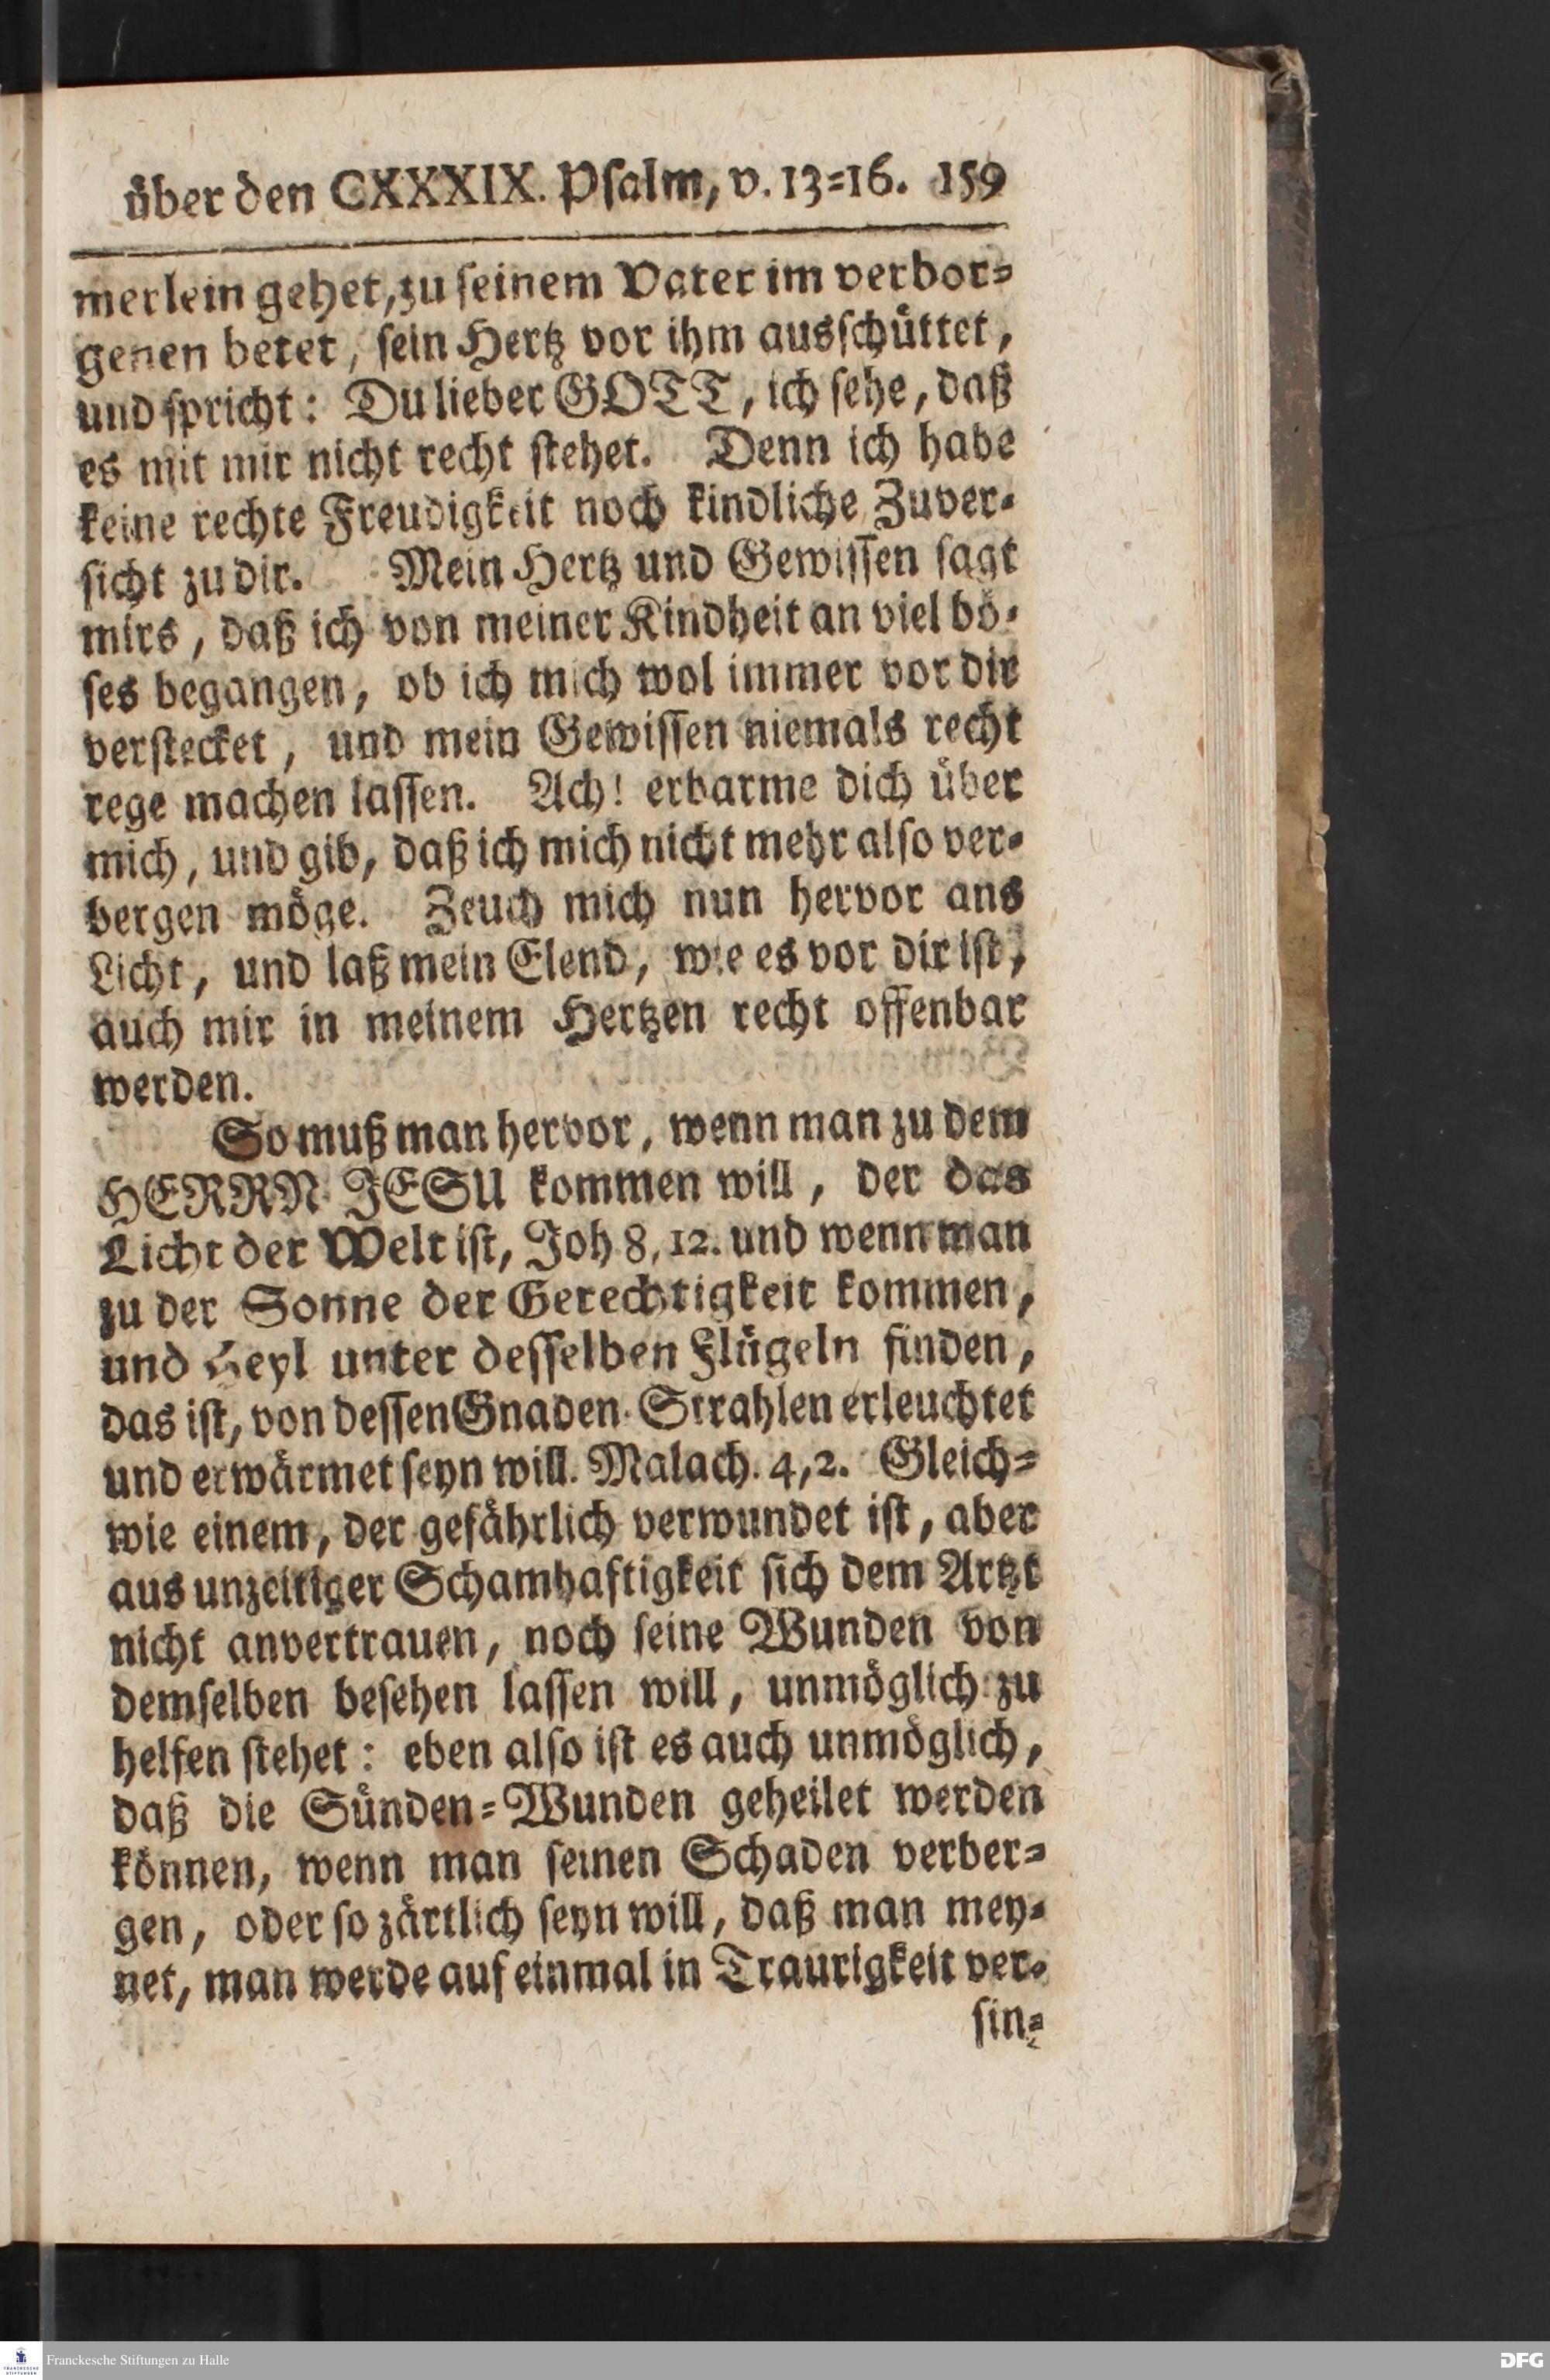 über den CXXXIX. Psalm, v. 13=16. 159
merlein gehet, zu seinem Vater im verbor=
genen betet, sein Hertz vor ihm ausschüttet,
und spricht: Du lieber GOTT, ich sehe, daß
es mit mir nicht recht stehet. Denn ich habe
keine rechte Freudigkeit noch kindliche Zuver=
sicht zu dir. Mein Hertz und Gewissen sagt
mirs, daß ich von meiner Kindheit an viel bö=
ses begangen, ob ich mich wol immer vor dir
verstecket, und mein Gewissen niemals recht
rege machen lassen. Ach! erbarme dich über
mich, und gib, daß ich mich nicht mehr also ver=
bergen möge. Zeuch mich nun hervor ans
Licht, und laß mein Elend, wie es vor dir ist,
auch mir in meinem Hertzen recht offenbar
werden.
So muß man hervor, wenn man zu dem
HERRN JESU kommen will, der das
Licht der Welt ist, Joh 8, 12. und wenn man
zu der Sonne der Gerechtigkeit kommen,
und Heyl unter desselben Flügeln finden,
das ist, von dessen Gnaden=Strahlen erleuchtet
und erwärmet seyn will. Malach. 4, 2. Gleich=
wie einem, der gefährlich verwundet ist, aber
aus unzeitiger Schamhaftigkeit sich dem Artzt
nicht anvertrauen, noch seine Wunden von
demselben besehen lassen will, unmöglich zu
helfen stehet: eben also ist es auch unmöglich,
daß die Sünden=Wunden geheilet werden
können, wenn man seinen Schaden verber=
gen, oder so zärtlich seyn will, daß man mey=
net, man werde auf einmal in Traurigkeit ver=
sin=
Franckesche Stiftungen zu Halle
DFG